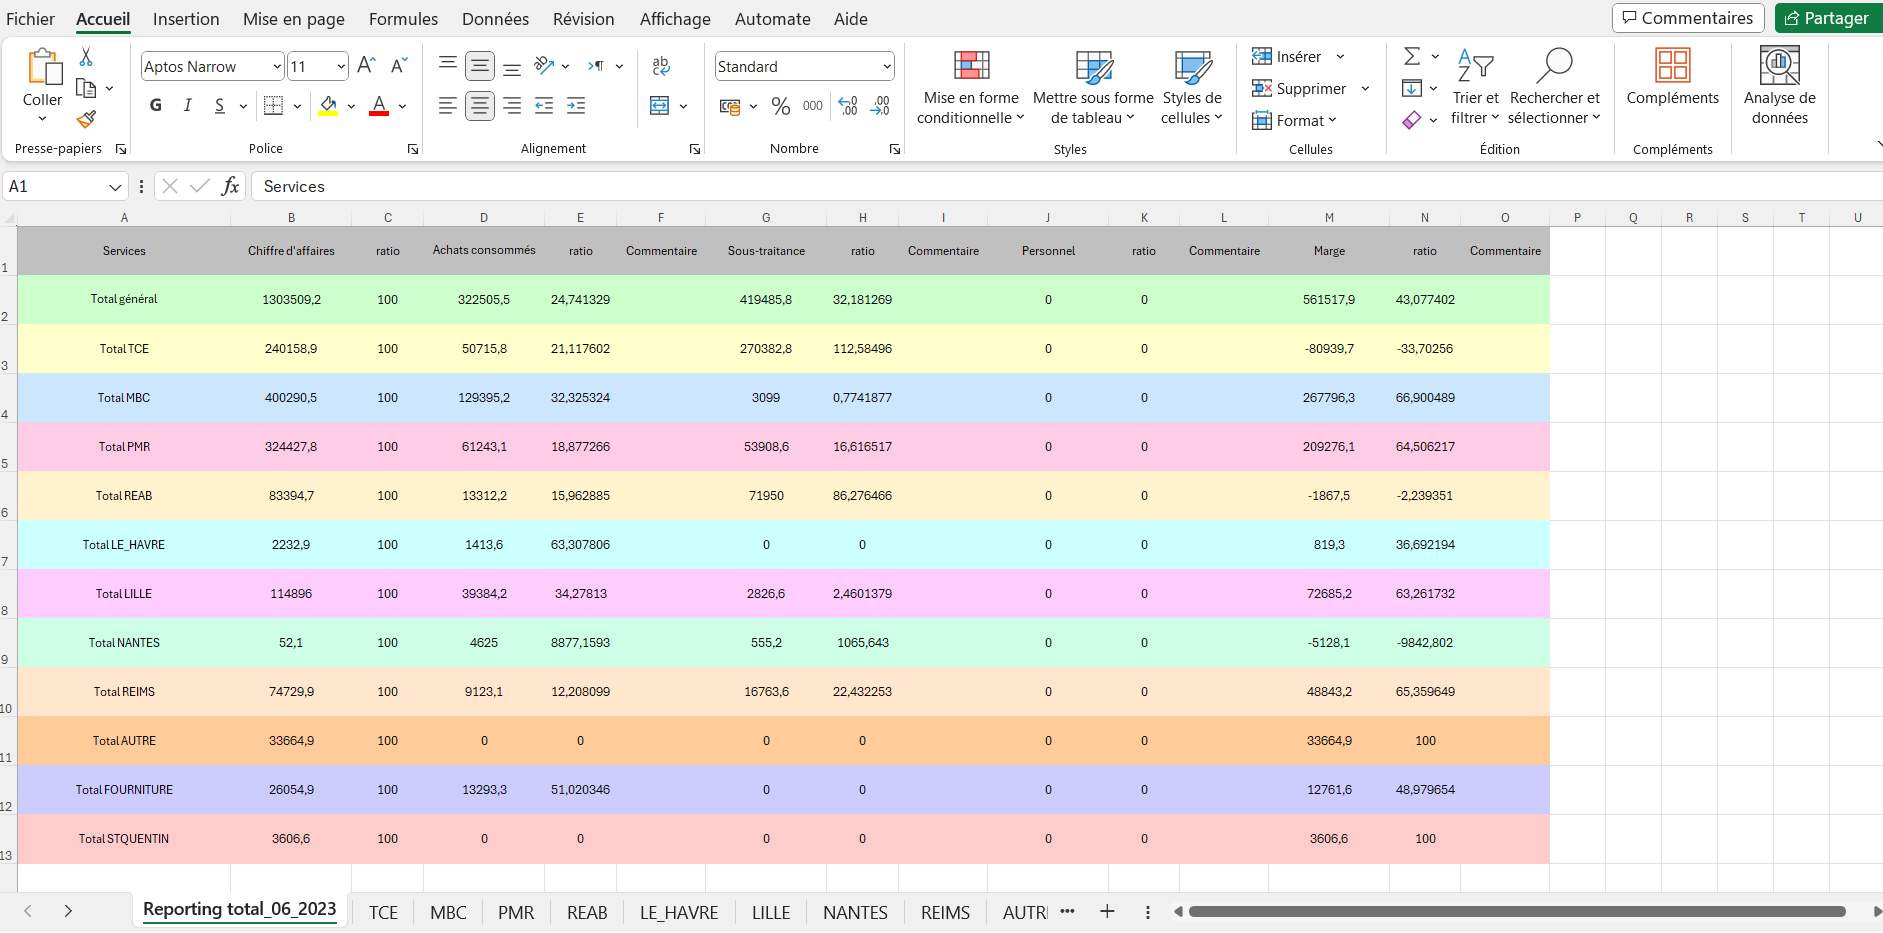 Fichier Accueil Insertion Mise en page Formules Données Révision Affichage Automate Aide Commentaires Partager
Coller
Presse-papiers
Aptos Narrow 11 A A
G I S A
Police
ab
Alignement
Standard
% 000 ,00 ,00
,0
Nombre
Mise en forme conditionnelle
Mettre sous forme de tableau
Styles de cellules
Styles
Insérer
Supprimer
Format
Cellules
Trier et filtrer
Rechercher et sélectionner
Édition
Compléments
Compléments
Analyse de données
A1 fx Services
A B C D E F G H I J K L M N O P Q R S T U
1 Services Chiffre d'affaires ratio Achats consommés ratio Commentaire Sous-traitance ratio Commentaire Personnel ratio Commentaire Marge ratio Commentaire
2 Total général 1303509,2 100 322505,5 24,741329 419485,8 32,181269 0 0 561517,9 43,077402
3 Total TCE 240158,9 100 50715,8 21,117602 270382,8 112,58496 0 0 -80939,7 -33,70256
4 Total MBC 400290,5 100 129395,2 32,325324 3099 0,7741877 0 0 267796,3 66,900489
5 Total PMR 324427,8 100 61243,1 18,877266 53908,6 16,616517 0 0 209276,1 64,506217
6 Total REAB 83394,7 100 13312,2 15,962885 71950 86,276466 0 0 -1867,5 -2,239351
7 Total LE_HAVRE 2232,9 100 1413,6 63,307806 0 0 0 0 819,3 36,692194
8 Total LILLE 114896 100 39384,2 34,27813 2826,6 2,4601379 0 0 72685,2 63,261732
9 Total NANTES 52,1 100 4625 8877,1593 555,2 1065,643 0 0 -5128,1 -9842,802
10 Total REIMS 74729,9 100 9123,1 12,208099 16763,6 22,432253 0 0 48843,2 65,359649
11 Total AUTRE 33664,9 100 0 0 0 0 0 0 33664,9 100
12 Total FOURNITURE 26054,9 100 13293,3 51,020346 0 0 0 0 12761,6 48,979654
13 Total STQUENTIN 3606,6 100 0 0 0 0 0 0 3606,6 100
Reporting total_06_2023 TCE MBC PMR REAB LE_HAVRE LILLE NANTES REIMS AUTR